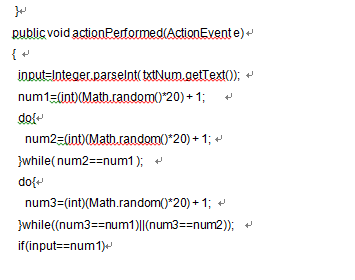 }
public void actionPerformed(ActionEvent e)
{
input=Integer.parseInt( txtNum.getText());
num1=(int)(Math.random()*20) + 1;
do{
num2=(int)(Math.random()*20) + 1;
}while( num2==num1 );
do{
num3=(int)(Math.random()*20) + 1;
}while((num3==num1)||(num3==num2));
if(input==num1)